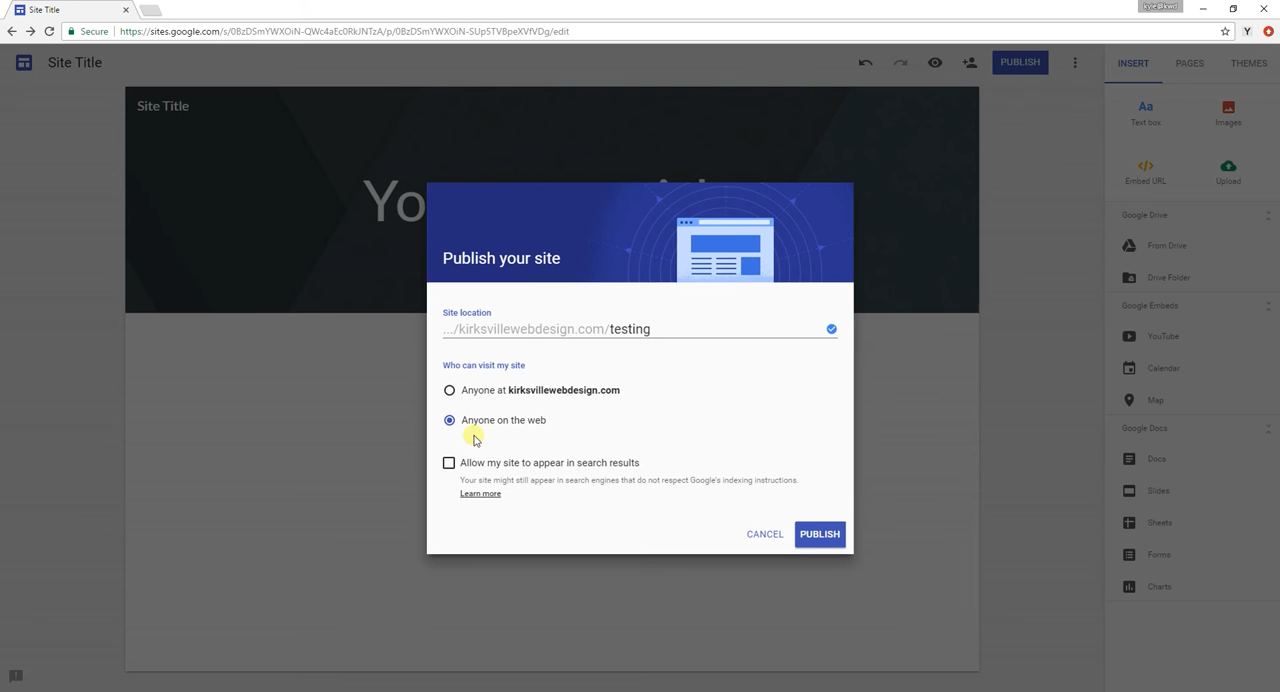 Site Title
kyle@kwd
Secure
https://sites.google.com/s/0BzDSmYWXOiN-QWc4aEc0RkJNTzA/p/0BzDSmYWXOiN-SUp5TVBpeXVfVDg/edit
Y
Site Title
PUBLISH
INSERT PAGES THEMES
Site Title
Yo
Aa
Text box Images
Embed URL Upload
Google Drive
From Drive
Drive Folder
Google Embeds
YouTube
Calendar
Map
Google Docs
Docs
Slides
Sheets
Forms
Charts
Publish your site
Site location
.../kirksvillewebdesign.com/testing
Who can visit my site
Anyone at kirksvillewebdesign.com
Anyone on the web
Allow my site to appear in search results
Your site might still appear in search engines that do not respect Google's indexing instructions.
Learn more
CANCEL PUBLISH